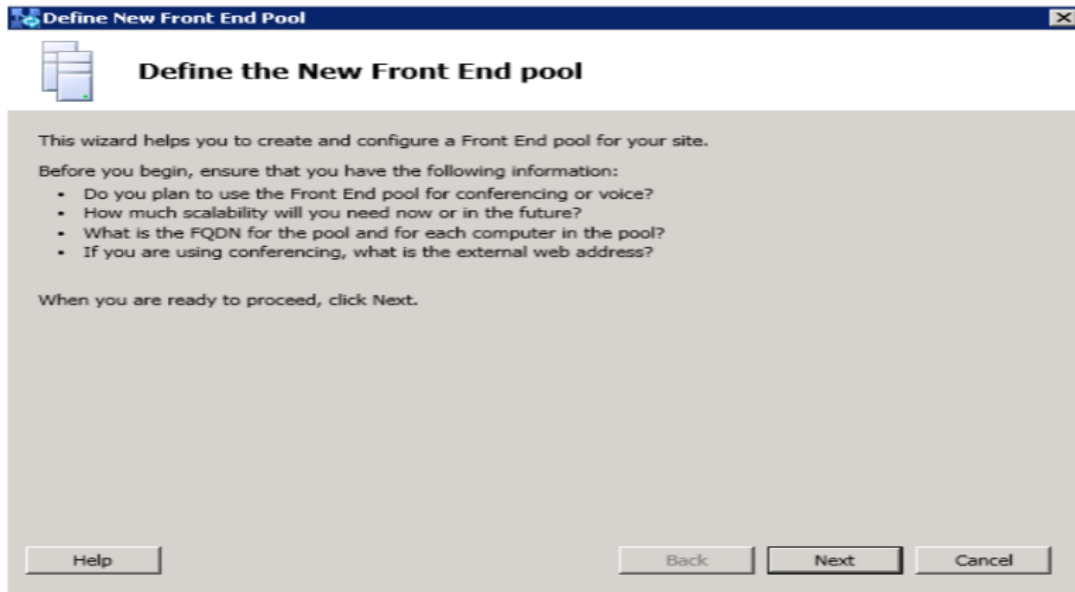 Define New Front End Pool
Define the New Front End pool
This wizard helps you to create and configure a Front End pool for your site.
Before you begin, ensure that you have the following information:
• Do you plan to use the Front End pool for conferencing or voice?
• How much scalability will you need now or in the future?
• What is the FQDN for the pool and for each computer in the pool?
• If you are using conferencing, what is the external web address?
When you are ready to proceed, click Next.
Help Back Next Cancel